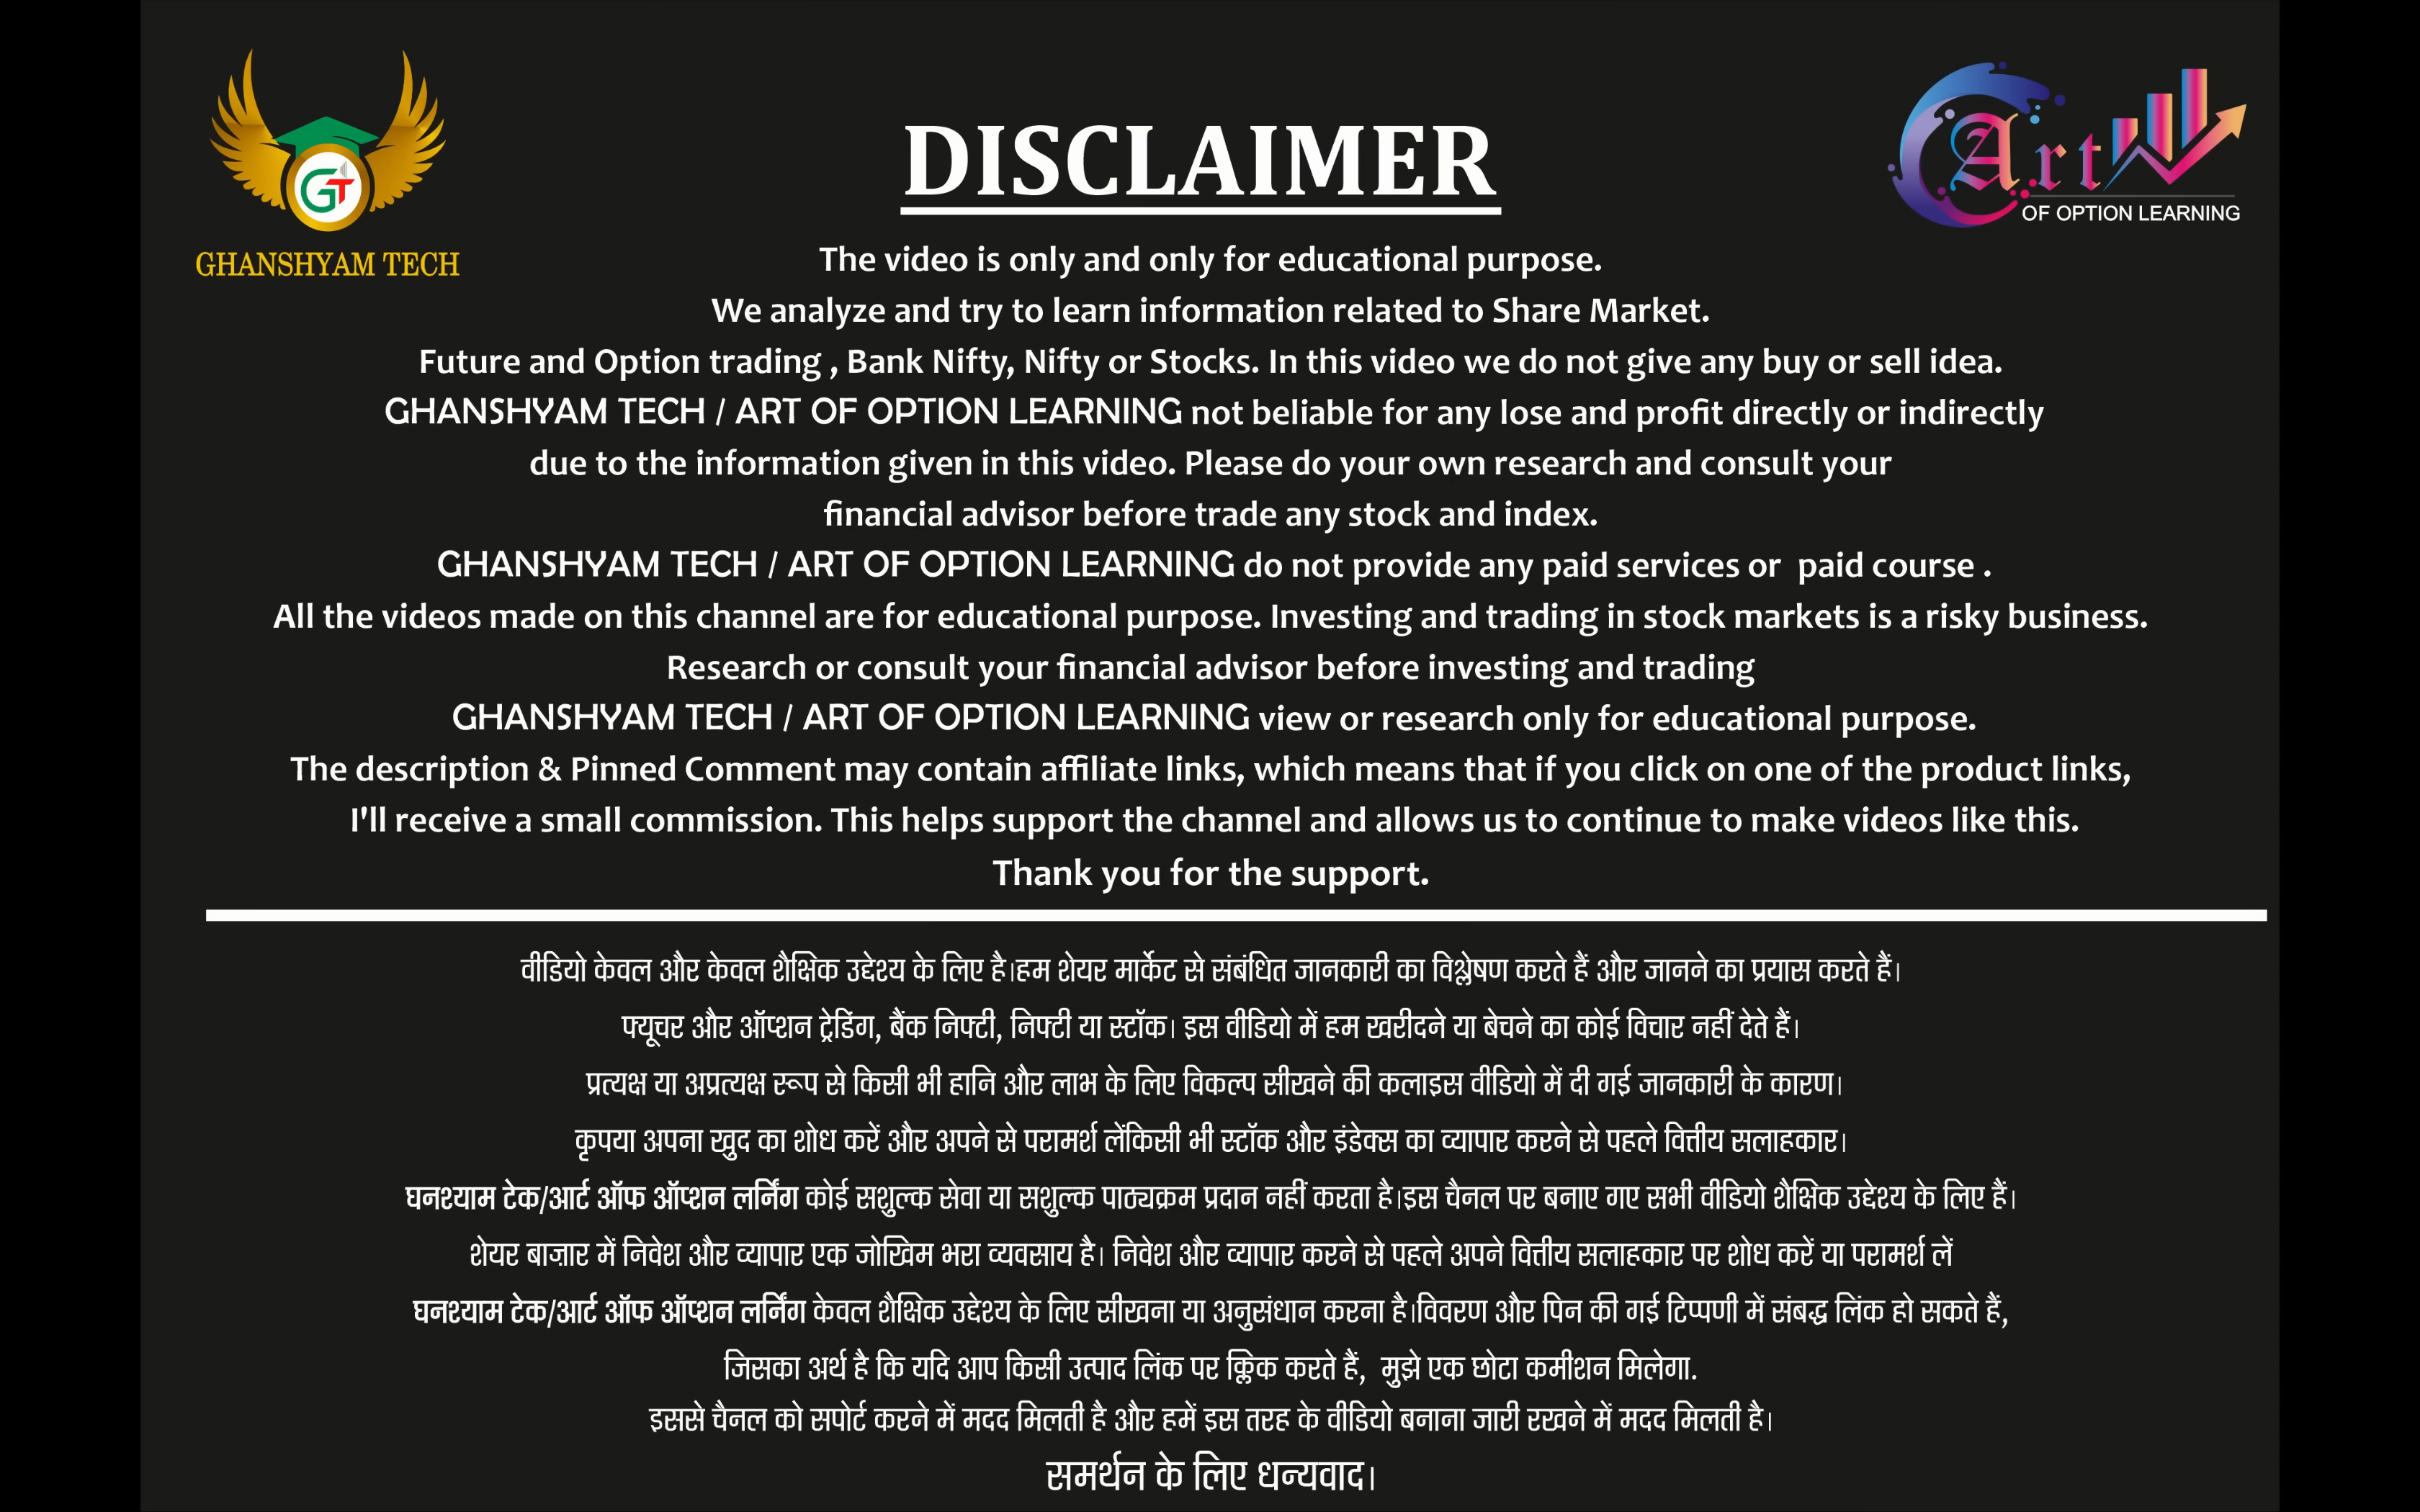 GT
GHANSHYAM TECH
DISCLAIMER
Art
OF OPTION LEARNING
The video is only and only for educational purpose.
We analyze and try to learn information related to Share Market.
Future and Option trading , Bank Nifty, Nifty or Stocks. In this video we do not give any buy or sell idea.
GHANSHYAM TECH / ART OF OPTION LEARNING not beliable for any lose and profit directly or indirectly
due to the information given in this video. Please do your own research and consult your
financial advisor before trade any stock and index.
GHANSHYAM TECH / ART OF OPTION LEARNING do not provide any paid services or  paid course .
All the videos made on this channel are for educational purpose. Investing and trading in stock markets is a risky business.
Research or consult your financial advisor before investing and trading
GHANSHYAM TECH / ART OF OPTION LEARNING view or research only for educational purpose.
The description & Pinned Comment may contain affiliate links, which means that if you click on one of the product links,
I'll receive a small commission. This helps support the channel and allows us to continue to make videos like this.
Thank you for the support.
वीडियो केवल और केवल शैक्षिक उद्देश्य के लिए है।हम शेयर मार्केट से संबंधित जानकारी का विश्लेषण करते हैं और जानने का प्रयास करते हैं।
फ्यूचर और ऑप्शन ट्रेडिंग, बैंक निफ्टी, निफ्टी या स्टॉक। इस वीडियो में हम खरीदने या बेचने का कोई विचार नहीं देते हैं।
प्रत्यक्ष या अप्रत्यक्ष रूप से किसी भी हानि और लाभ के लिए विकल्प सीखने की कलाइस वीडियो में दी गई जानकारी के कारण।
कृपया अपना खुद का शोध करें और अपने से परामर्श लेंकिसी भी स्टॉक और इंडेक्स का व्यापार करने से पहले वित्तीय सलाहकार।
घनश्याम टेक/आर्ट ऑफ ऑप्शन लर्निंग कोई सशुल्क सेवा या सशुल्क पाठ्यक्रम प्रदान नहीं करता है।इस चैनल पर बनाए गए सभी वीडियो शैक्षिक उद्देश्य के लिए हैं।
शेयर बाज़ार में निवेश और व्यापार एक जोखिम भरा व्यवसाय है। निवेश और व्यापार करने से पहले अपने वित्तीय सलाहकार पर शोध करें या परामर्श लें
घनश्याम टेक/आर्ट ऑफ ऑप्शन लर्निंग केवल शैक्षिक उद्देश्य के लिए सीखना या अनुसंधान करना है।विवरण और पिन की गई टिप्पणी में संबद्ध लिंक हो सकते हैं,
जिसका अर्थ है कि यदि आप किसी उत्पाद लिंक पर क्लिक करते हैं,  मुझे एक छोटा कमीशन मिलेगा.
इससे चैनल को सपोर्ट करने में मदद मिलती है और हमें इस तरह के वीडियो बनाना जारी रखने में मदद मिलती है।
समर्थन के लिए धन्यवाद।